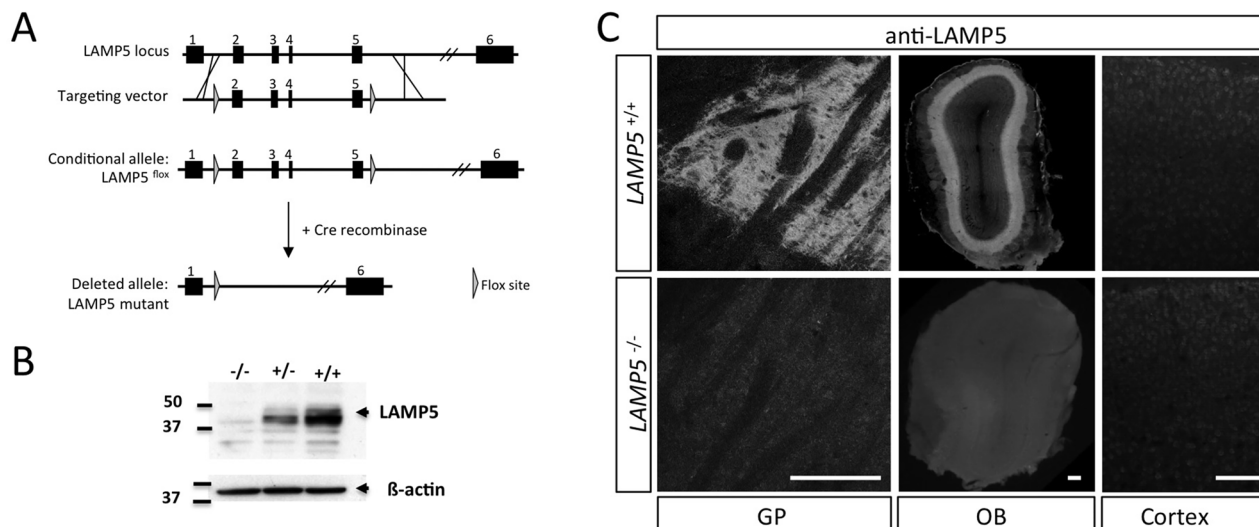 A
LAMP5 locus
1 2 3 4 5 6
Targeting vector
2 3 4 5
Conditional allele:
LAMP5 flox
1 2 3 4 5 6
+ Cre recombinase
Deleted allele:
LAMP5 mutant
1 6
Flox site
B
-/- +/- +/+
50
37
LAMP5
37
ß-actin
C
anti-LAMP5
LAMP5 +/+
LAMP5 -/-
GP OB Cortex